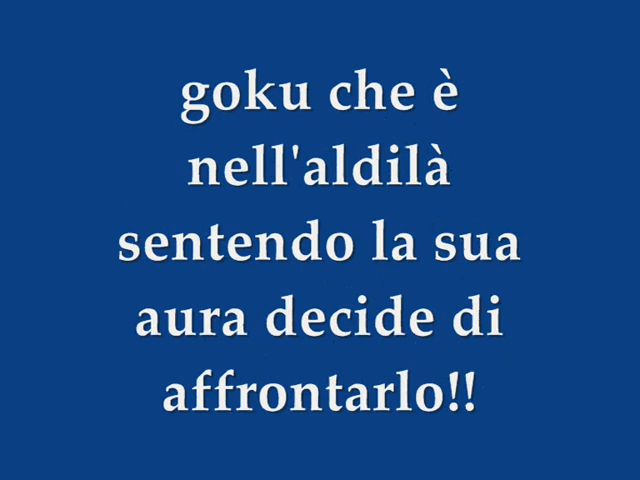 goku che è
nell'aldilà
sentendo la sua
aura decide di
affrontarlo!!